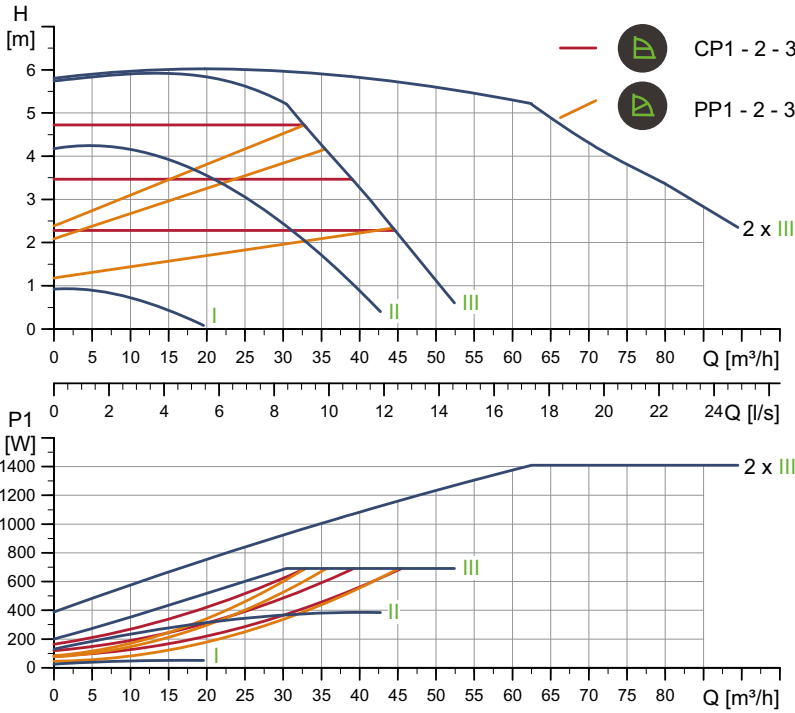 H
[m]
CP1 - 2 - 3
PP1 - 2 - 3
6
5
4
3
2
1
0
2 x III
I
II
III
0 5 10 15 20 25 30 35 40 45 50 55 60 65 70 75 80 Q [m³/h]
0 2 4 6 8 10 12 14 16 18 20 22 24 Q [l/s]
P1
[W]
1400
1200
1000
800
600
400
200
0
2 x III
III
II
I
0 5 10 15 20 25 30 35 40 45 50 55 60 65 70 75 80 Q [m³/h]